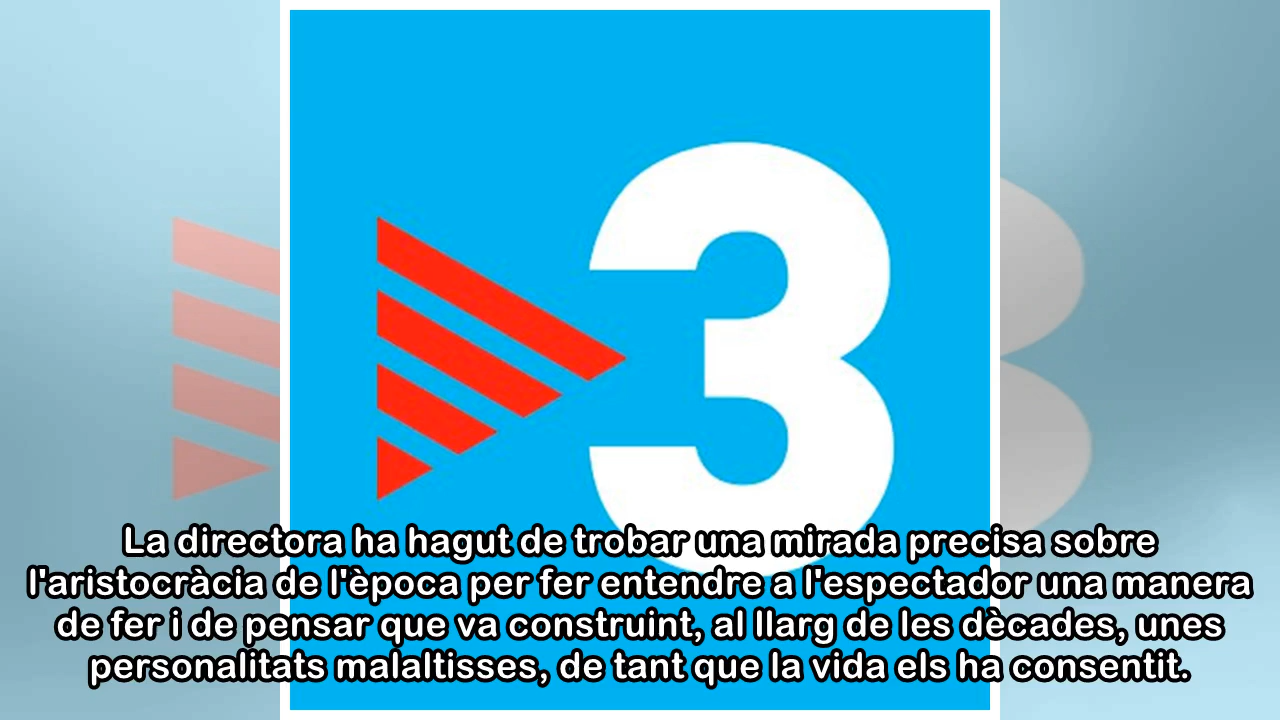 3
La directora ha hagut de trobar una mirada precisa sobre
l'aristocràcia de l'època per fer entendre a l'espectador una manera
de fer i de pensar que va construint, al llarg de les dècades, unes
personalitats malaltisses, de tant que la vida els ha consentit.